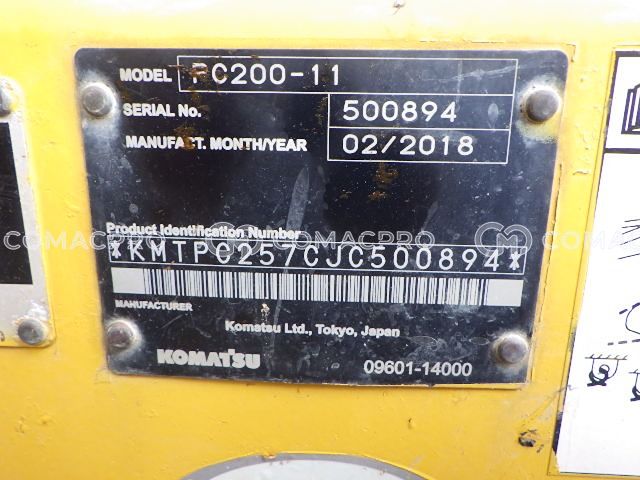 MODEL PC200-11
SERIAL No. 500894
MANUFACT. MONTH/YEAR 02/2018
Product Identification Number
COMACPRO COMACPRO COMACPRO
*KMTPC257CJC500894*
MANUFACTURER
Komatsu Ltd., Tokyo, Japan
KOMATSU 09601-14000